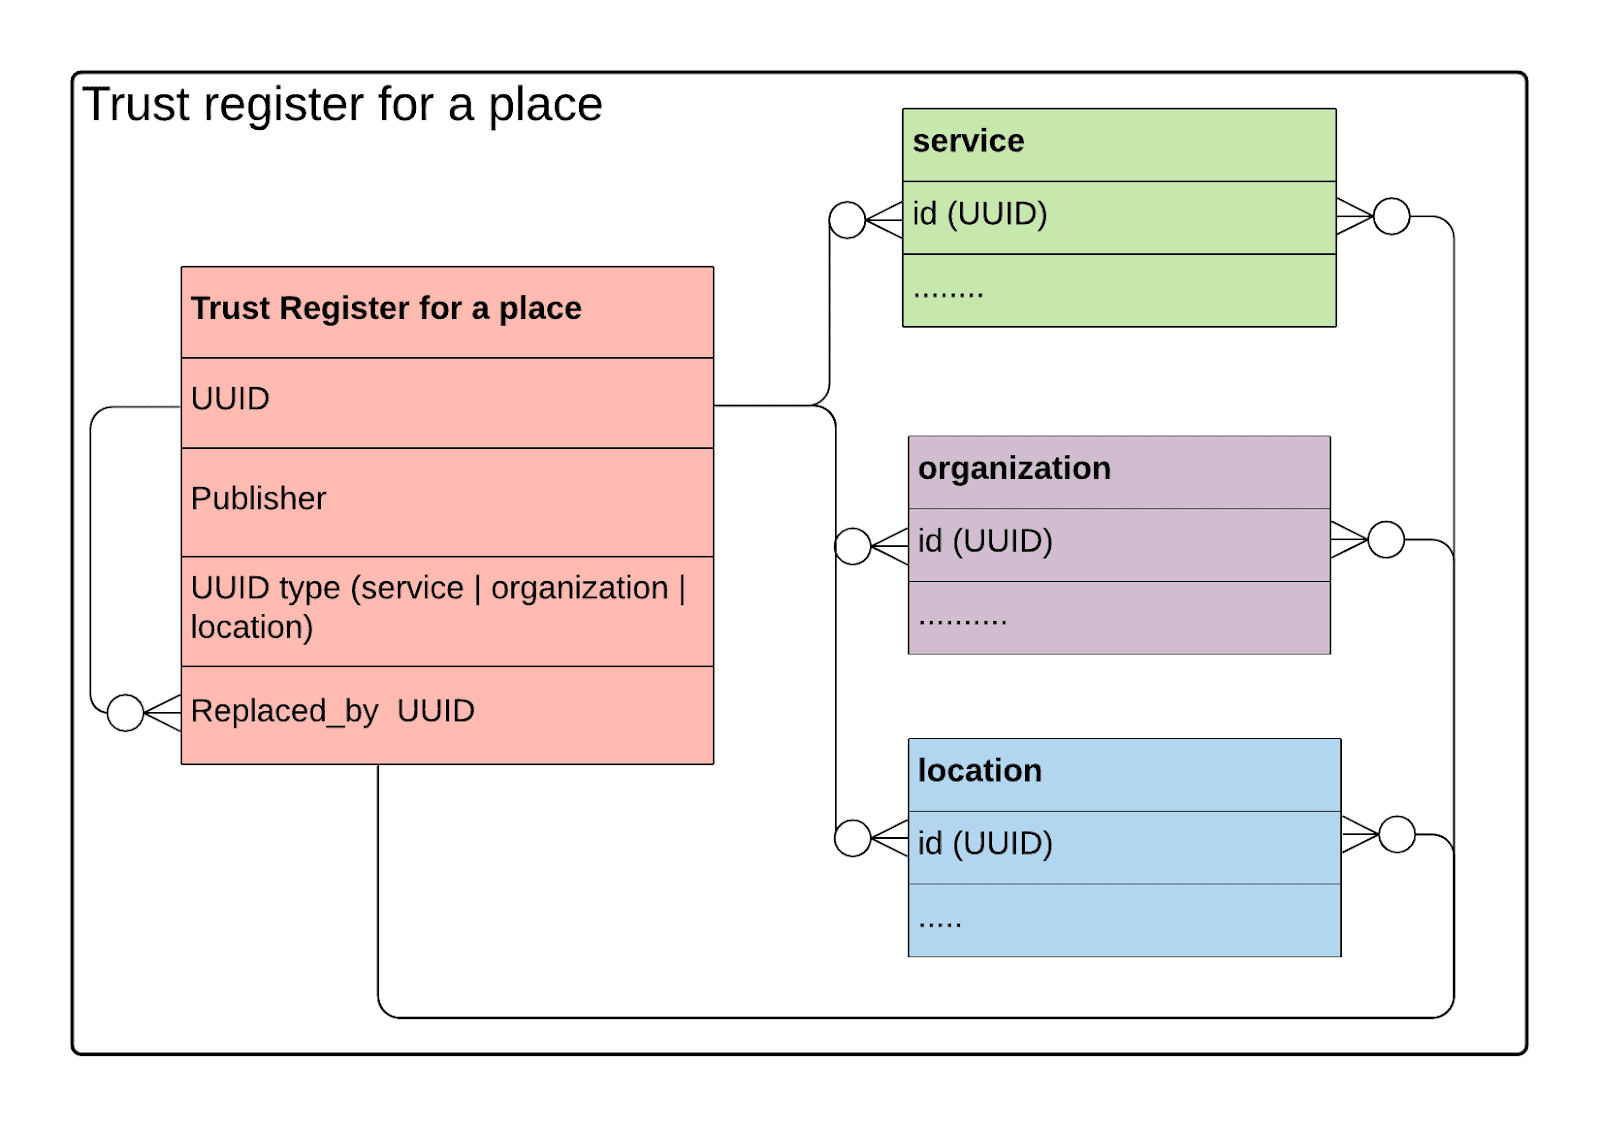 Trust register for a place
service
id (UUID)
........
Trust Register for a place
UUID
Publisher
UUID type (service | organization |
location)
Replaced_by  UUID
organization
id (UUID)
..........
location
id (UUID)
.....